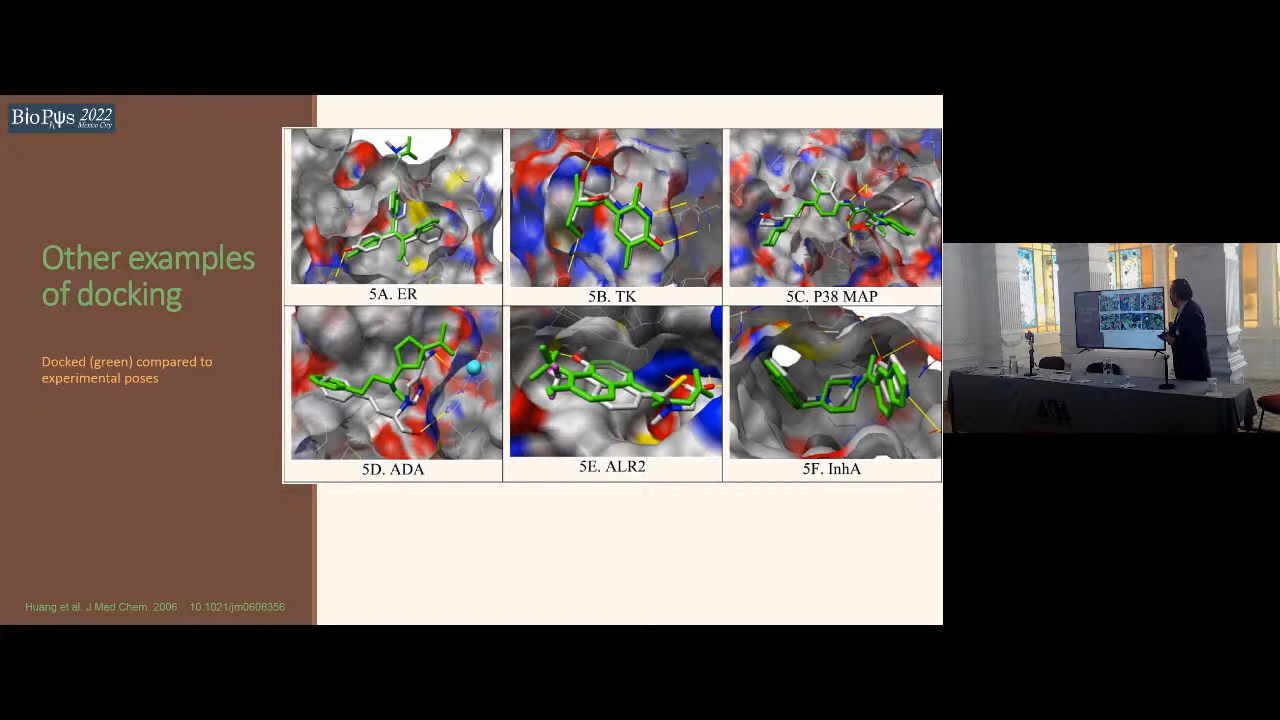 BioPhys 2022
Mexico City
Other examples
of docking
Docked (green) compared to
experimental poses
5A. ER
5B. TK
5C. P38 MAP
5D. ADA
5E. ALR2
5F. InhA
Huang et al. J Med Chem. 2006 10.1021/jm0608356